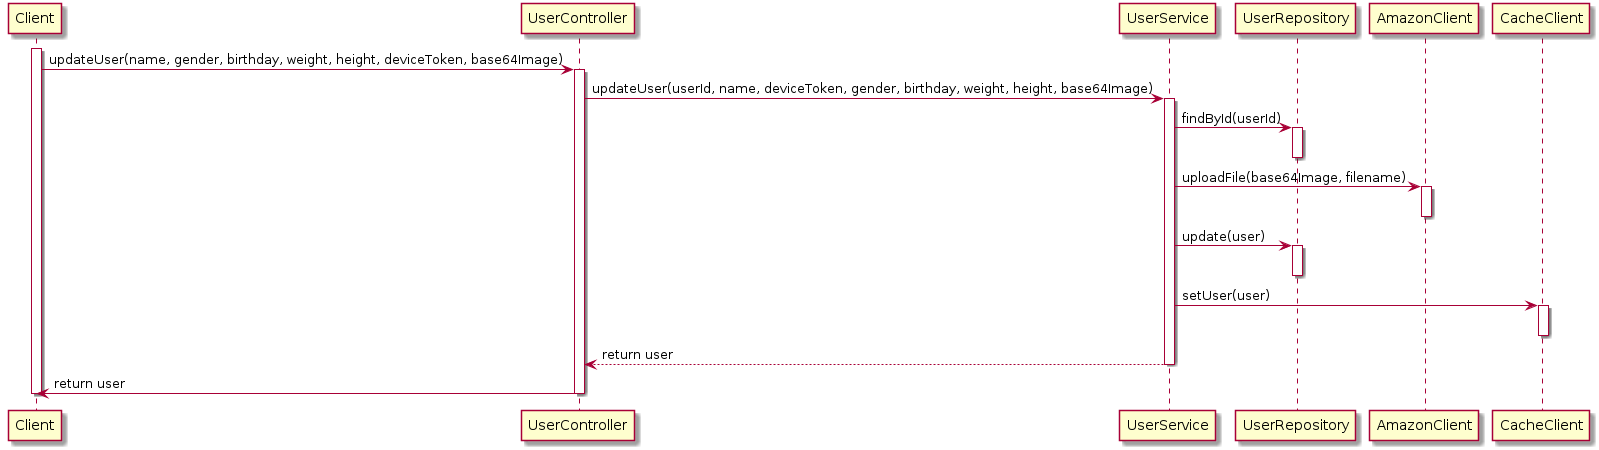 Client
UserController
UserService
UserRepository
AmazonClient
CacheClient
updateUser(name, gender, birthday, weight, height, deviceToken, base64Image)
updateUser(userId, name, deviceToken, gender, birthday, weight, height, base64Image)
findById(userId)
uploadFile(base64Image, filename)
update(user)
setUser(user)
return user
return user
Client
UserController
UserService
UserRepository
AmazonClient
CacheClient